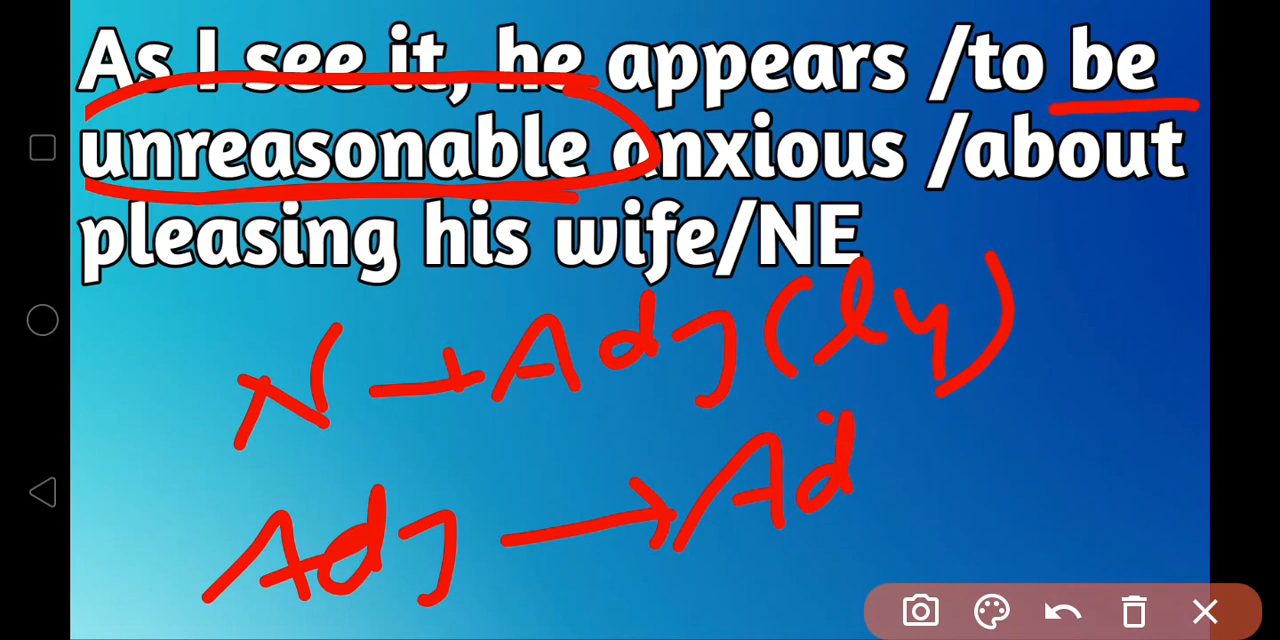 As I see it, he appears /to be
unreasonable anxious /about
pleasing his wife/NE
N → Adj (ly)
Adj → Ad